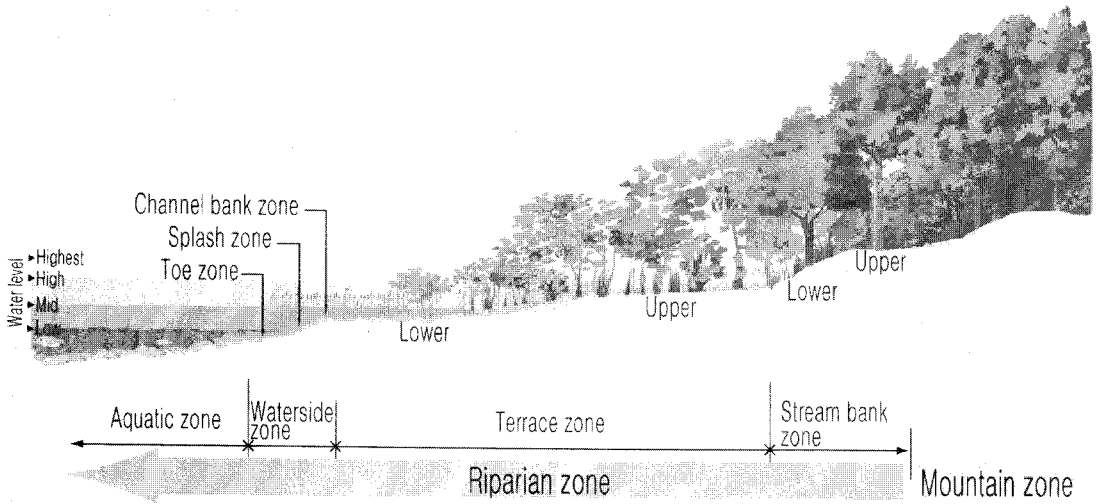 Channel bank zone
Splash zone
Toe zone
Water level
Highest
High
Mid
Low
Lower
Upper
Lower
Upper
Aquatic zone
Waterside
zone
Terrace zone
Stream bank
zone
Riparian zone
Mountain zone